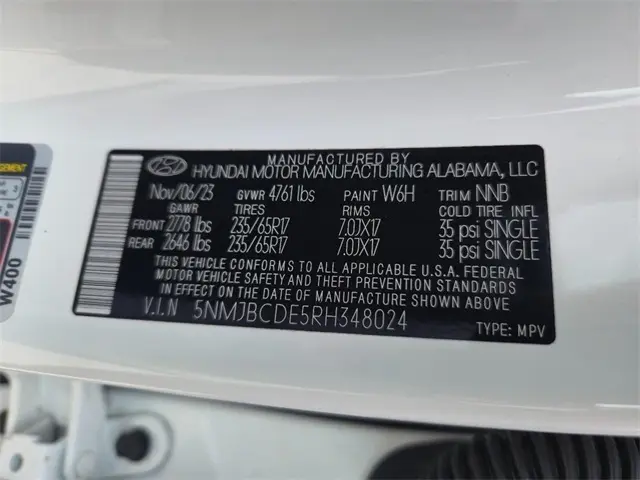 MANUFACTURED BY
HYUNDAI MOTOR MANUFACTURING ALABAMA, LLC
Nov/06/23 GVWR 4761 lbs PAINT W6H TRIM NNB
GAWR TIRES RIMS COLD TIRE INFL
FRONT 2778 lbs 235/65R17 7.0JX17 35 psi SINGLE
REAR 2646 lbs 235/65R17 7.0JX17 35 psi SINGLE
THIS VEHICLE CONFORMS TO ALL APPLICABLE U.S.A. FEDERAL
MOTOR VEHICLE SAFETY AND THEFT PREVENTION STANDARDS
IN EFFECT ON THE DATE OF MANUFACTURE SHOWN ABOVE.
V.I.N 5NMJBCDE5RH348024 TYPE: MPV
W400